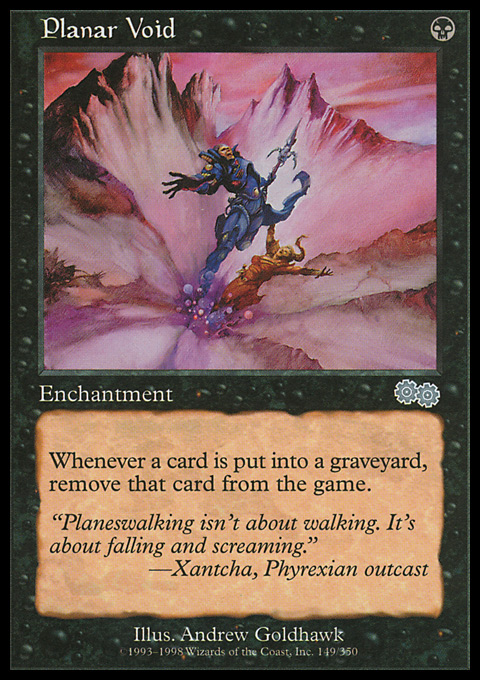 Planar Void
Enchantment
Whenever a card is put into a graveyard,
remove that card from the game.
“Planeswalking isn’t about walking. It’s
about falling and screaming.”
—Xantcha, Phyrexian outcast
Illus. Andrew Goldhawk
©1993–1998 Wizards of the Coast, Inc. 149/350